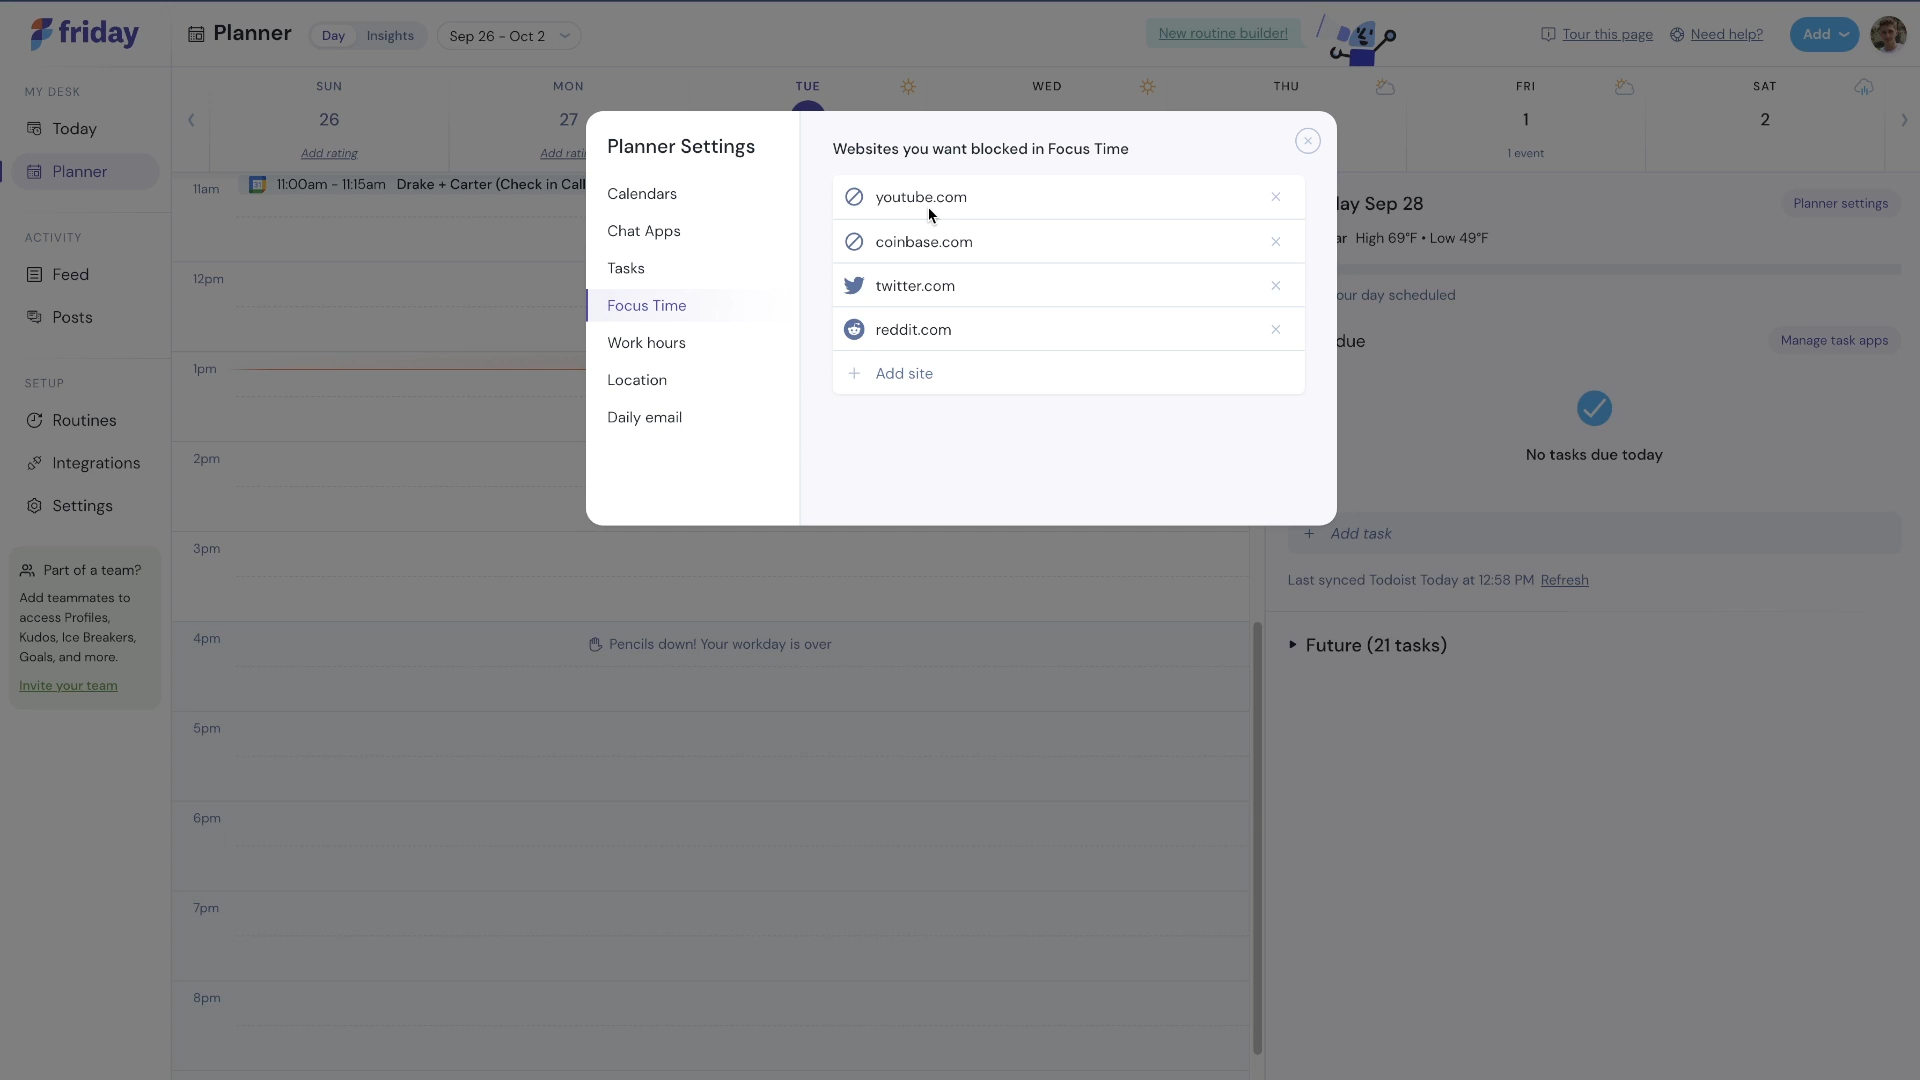 friday
Planner
Day
Insights
Sep 26 - Oct 2
New routine builder!
Tour this page
Need help?
Add
MY DESK
Today
Planner
ACTIVITY
Feed
Posts
SETUP
Routines
Integrations
Settings
Part of a team?
Add teammates to
access Profiles,
Kudos, Ice Breakers,
Goals, and more.
Invite your team
SUN
MON
TUE
WED
THU
FRI
SAT
26
27
1
2
Add rating
Add
1 event
11am
11:00am - 11:15am Drake + Carter (Check in Call
12pm
1pm
2pm
3pm
4pm
Pencils down! Your workday is over
5pm
6pm
7pm
8pm
Planner Settings
Calendars
Chat Apps
Tasks
Focus Time
Work hours
Location
Daily email
Websites you want blocked in Focus Time
youtube.com
coinbase.com
twitter.com
reddit.com
Add site
Sep 28
Planner settings
High 69°F • Low 49°F
day scheduled
due
Manage task apps
No tasks due today
Add task
Last synced Todoist Today at 12:58 PM Refresh
Future (21 tasks)